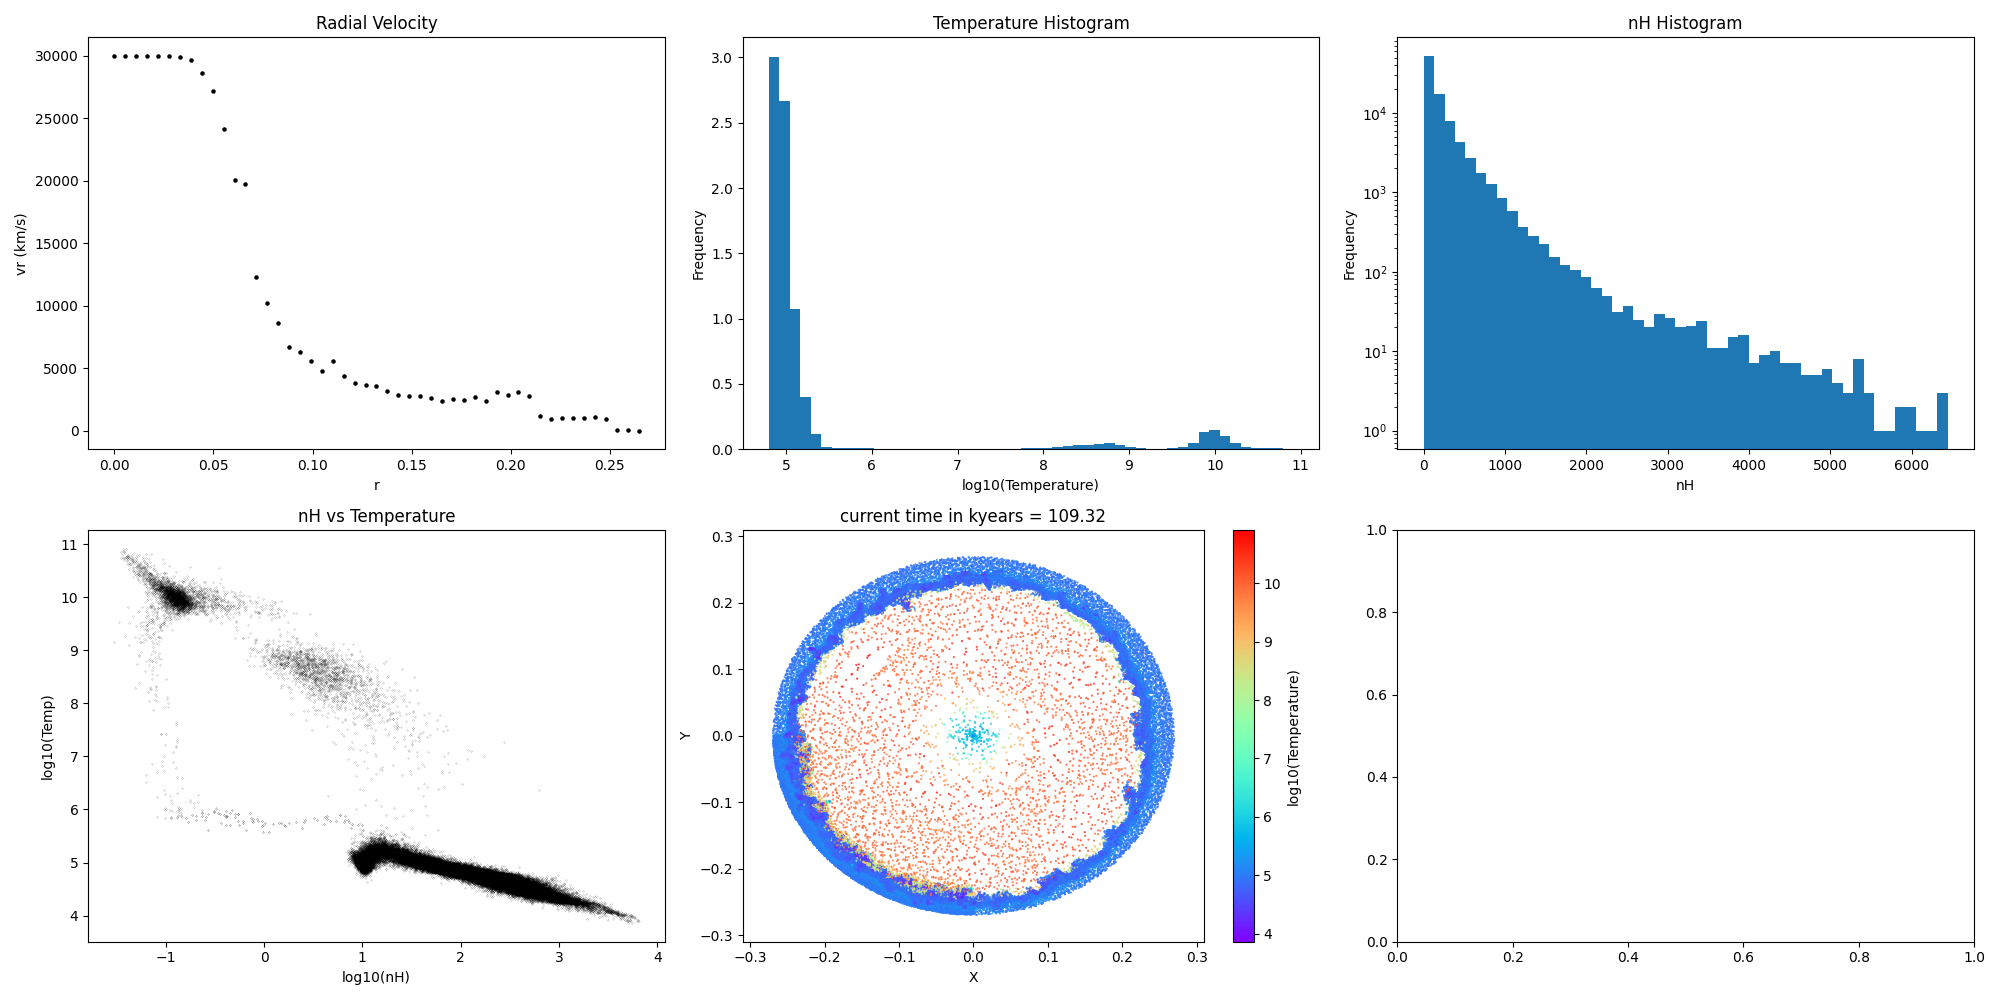 Radial Velocity
30000
25000
20000
15000
10000
5000
0
vr (km/s)
0.00 0.05 0.10 0.15 0.20 0.25
r
Temperature Histogram
3.0
2.5
2.0
1.5
1.0
0.5
0.0
Frequency
5 6 7 8 9 10 11
log10(Temperature)
nH Histogram
10⁴
10³
10²
10¹
10⁰
Frequency
0 1000 2000 3000 4000 5000 6000
nH
nH vs Temperature
11
10
9
8
7
6
5
4
log10(Temp)
−1 0 1 2 3 4
log10(nH)
current time in kyears = 109.32
0.3
0.2
0.1
0.0
−0.1
−0.2
−0.3
Y
−0.3 −0.2 −0.1 0.0 0.1 0.2 0.3
X
10
9
8
7
6
5
4
log10(Temperature)
1.0
0.8
0.6
0.4
0.2
0.0
0.0 0.2 0.4 0.6 0.8 1.0